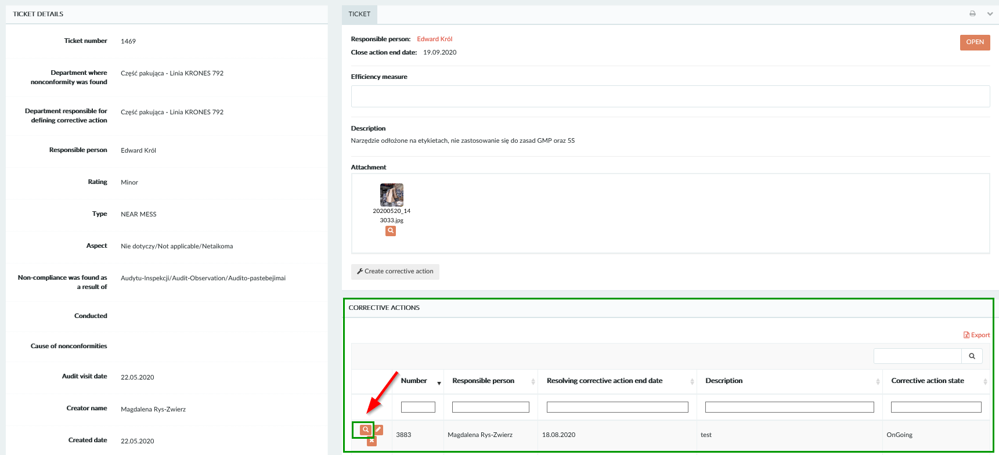 TICKET DETAILS
Ticket number 1469
Department where
nonconformity was found
Część pakująca - Linia KRONES 792
Department responsible for
defining corrective action
Część pakująca - Linia KRONES 792
Responsible person Edward Król
Rating Minor
Type NEAR MESS
Aspect Nie dotyczy/Not applicable/Netaikoma
Non-compliance was found as
a result of
Audytu-Inspekcji/Audit-Observation/Audito-pastebejimai
Conducted
Cause of nonconformities
Audit visit date 22.05.2020
Creator name Magdalena Rys-Zwierz
Created date 22.05.2020
TICKET
Responsible person: Edward Król
OPEN
Close action end date: 19.09.2020
Efficiency measure
Description
Narzędzie odłożone na etykietach, nie zastosowanie się do zasad GMP oraz 5S
Attachment
20200520_14
3033.jpg
Create corrective action
CORRECTIVE ACTIONS
Export
Number Responsible person Resolving corrective action end date Description Corrective action state
3883 Magdalena Rys-Zwierz 18.08.2020 test OnGoing